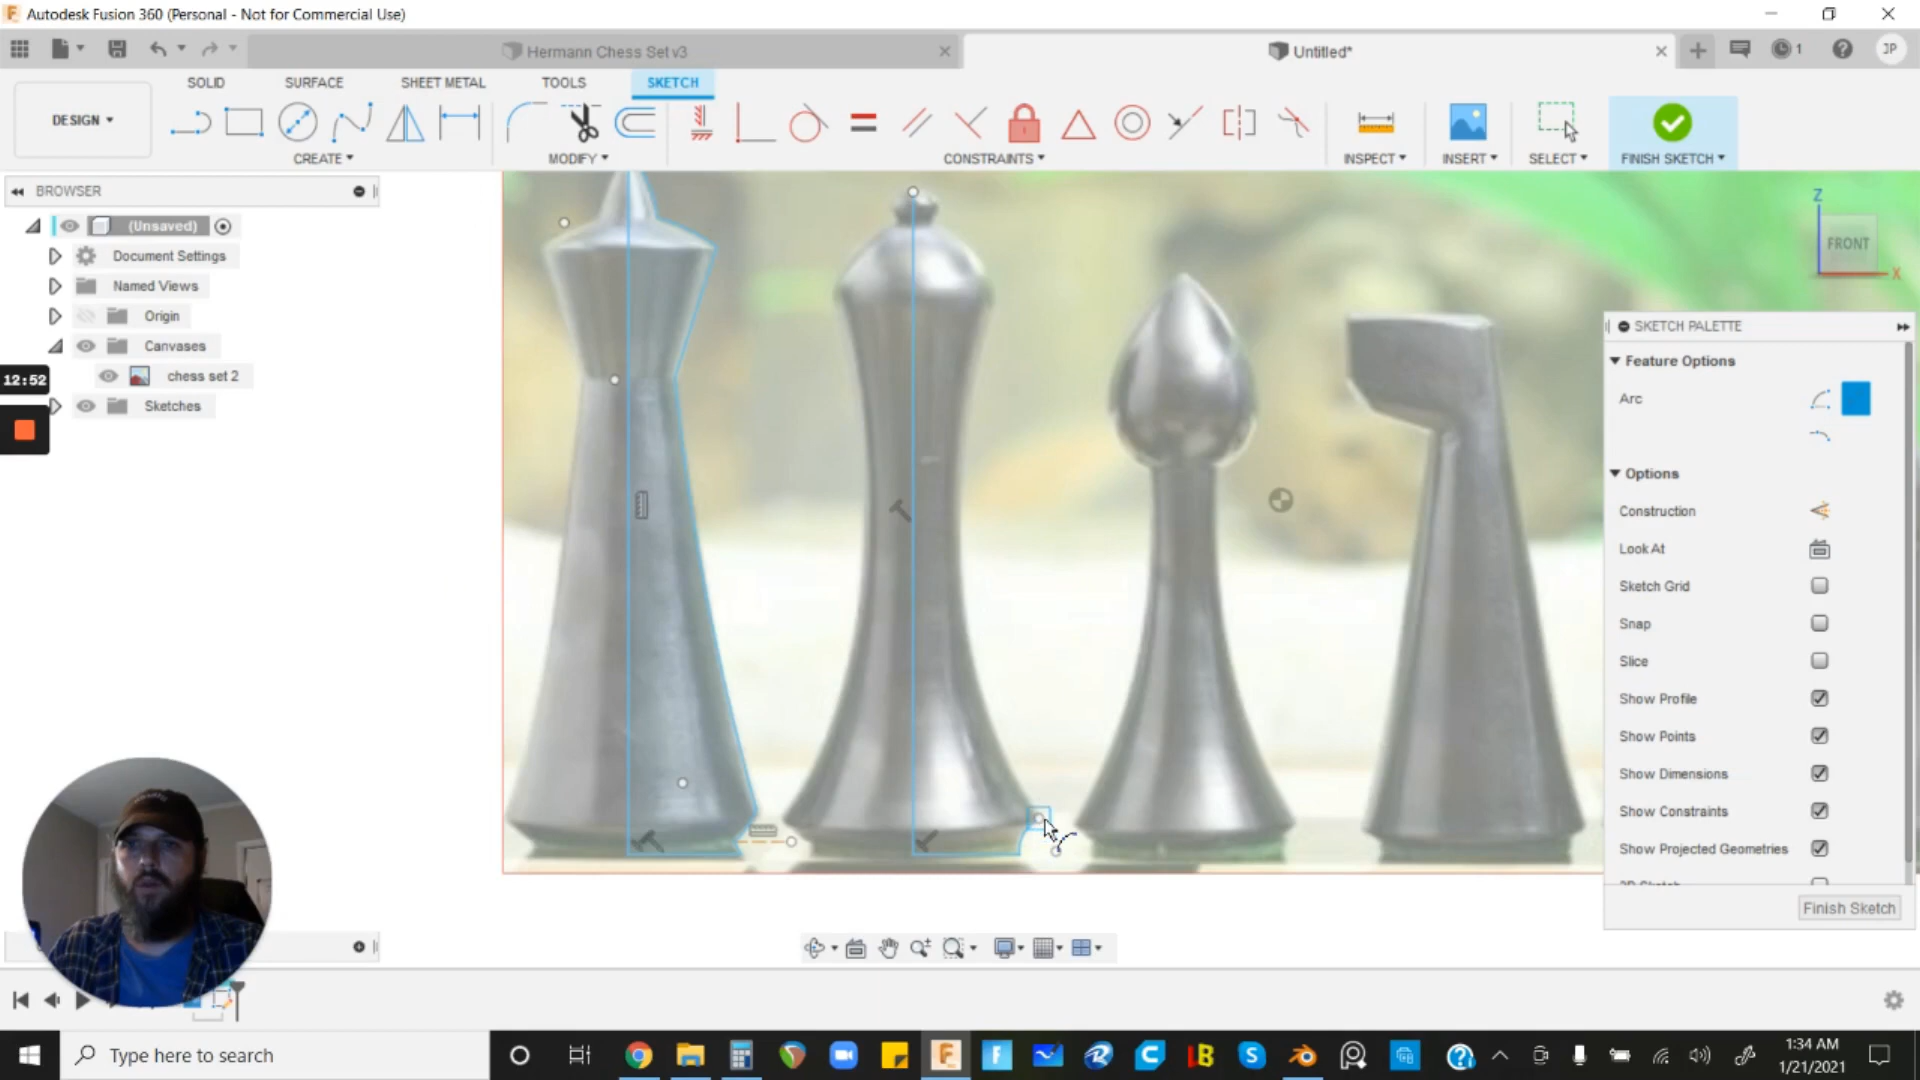 Autodesk Fusion 360 (Personal - Not for Commercial Use)
Hermann Chess Set v3
Untitled*
1
JP
SOLID
SURFACE
SHEET METAL
TOOLS
SKETCH
DESIGN
CREATE
MODIFY
CONSTRAINTS
INSPECT
INSERT
SELECT
FINISH SKETCH
BROWSER
(Unsaved)
Document Settings
Named Views
Origin
Canvases
chess set 2
Sketches
12:52
Z
FRONT
X
SKETCH PALETTE
Feature Options
Arc
Options
Construction
Look At
Sketch Grid
Snap
Slice
Show Profile
Show Points
Show Dimensions
Show Constraints
Show Projected Geometries
3D Sketch
Finish Sketch
Type here to search
1:34 AM
1/21/2021